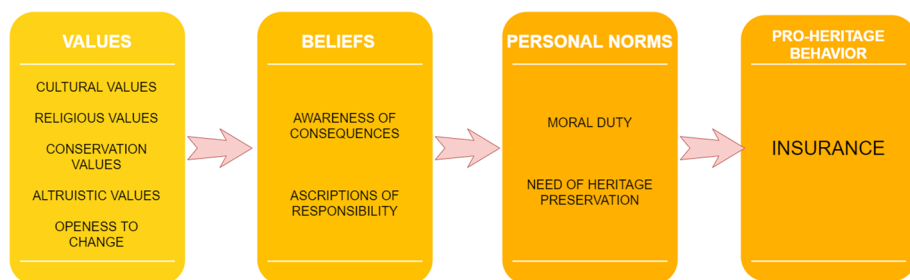 VALUES
CULTURAL VALUES
RELIGIOUS VALUES
CONSERVATION
VALUES
ALTRUISTIC VALUES
OPENESS TO
CHANGE
BELIEFS
AWARENESS OF
CONSEQUENCES
ASCRIPTIONS OF
RESPONSIBILITY
PERSONAL NORMS
MORAL DUTY
NEED OF HERITAGE
PRESERVATION
PRO-HERITAGE
BEHAVIOR
INSURANCE